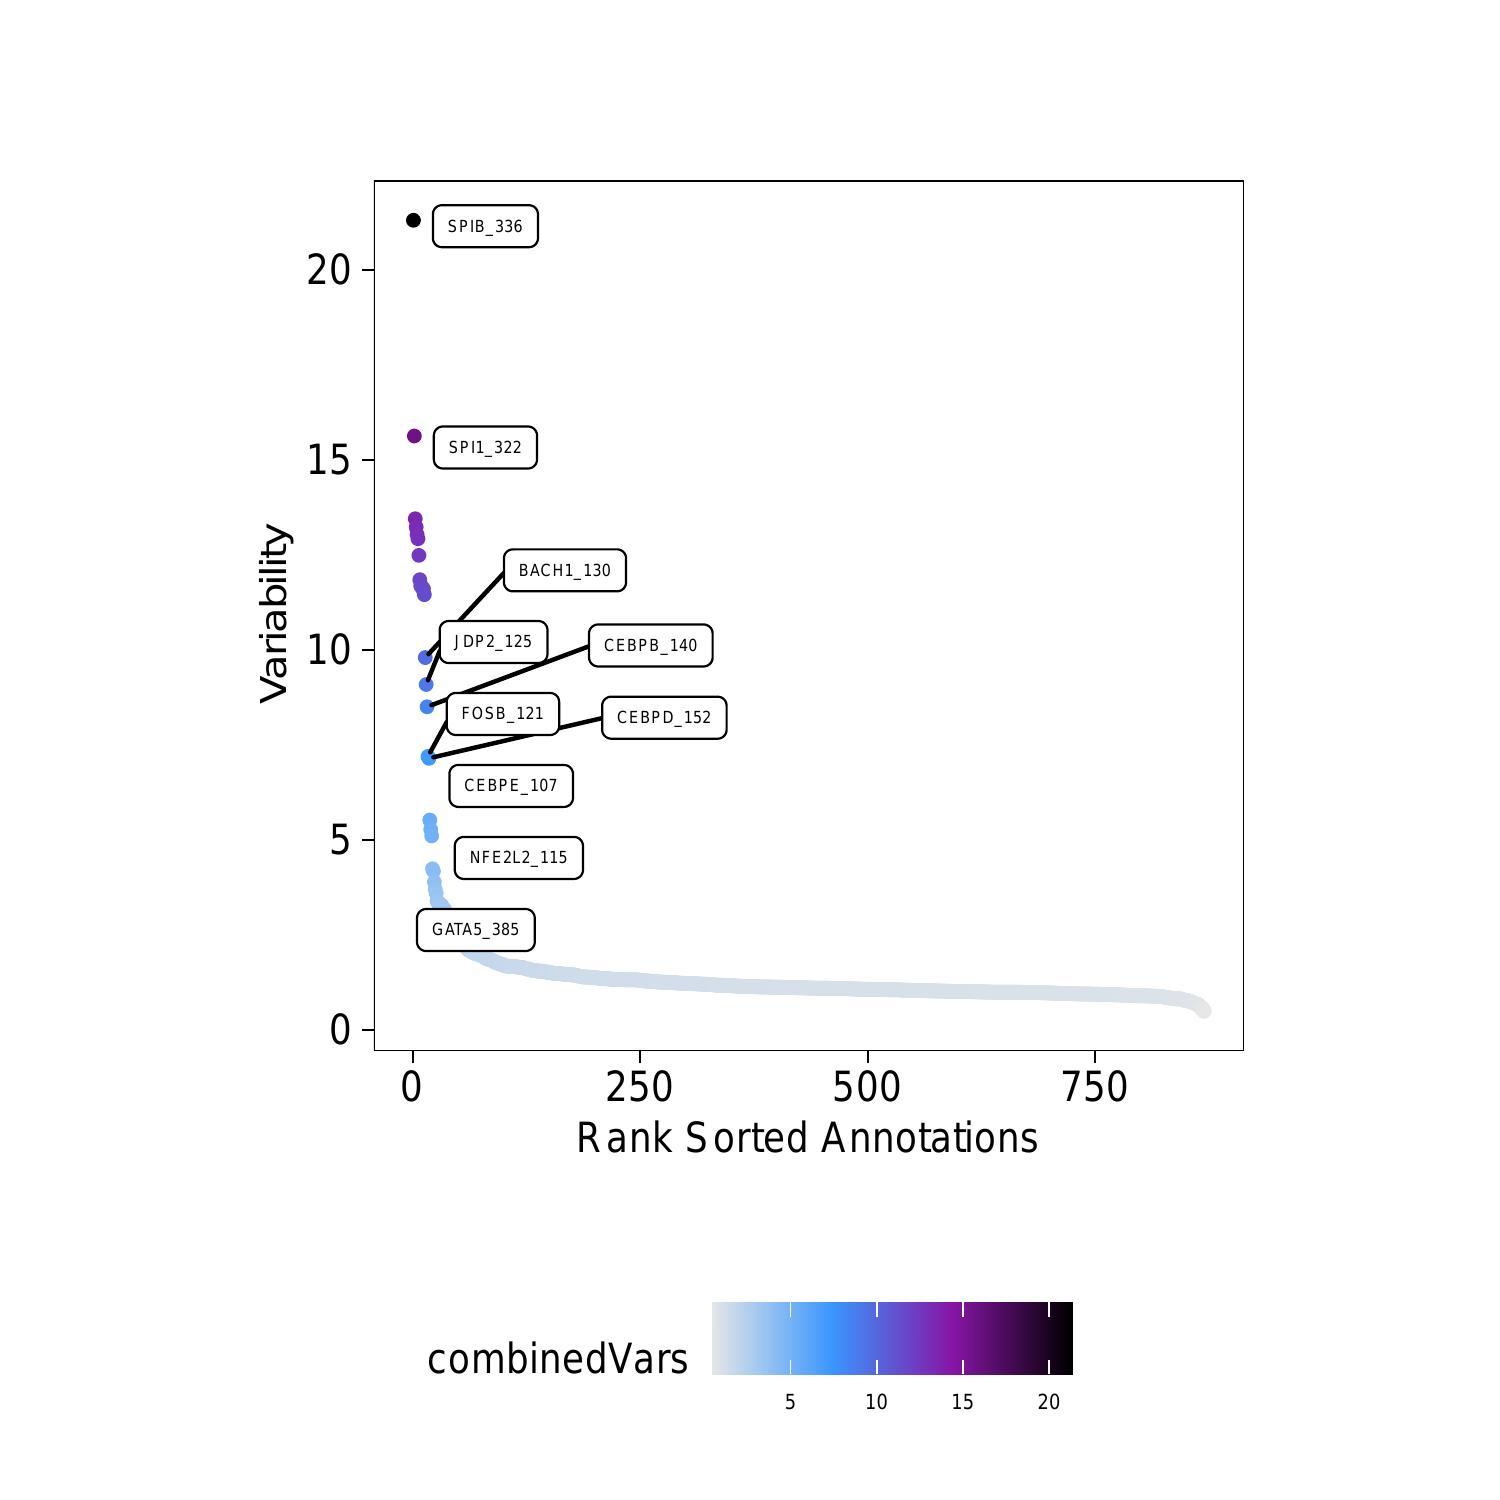 SPIB_336
20
SPI1_322
15
BACH1_130
JDP2_125
CEBPB_140
10
FOSB_121
CEBPD_152
CEBPE_107
5
NFE2L2_115
GATA5_385
0
Variability
0 250 500 750
Rank Sorted Annotations
combinedVars
5 10 15 20